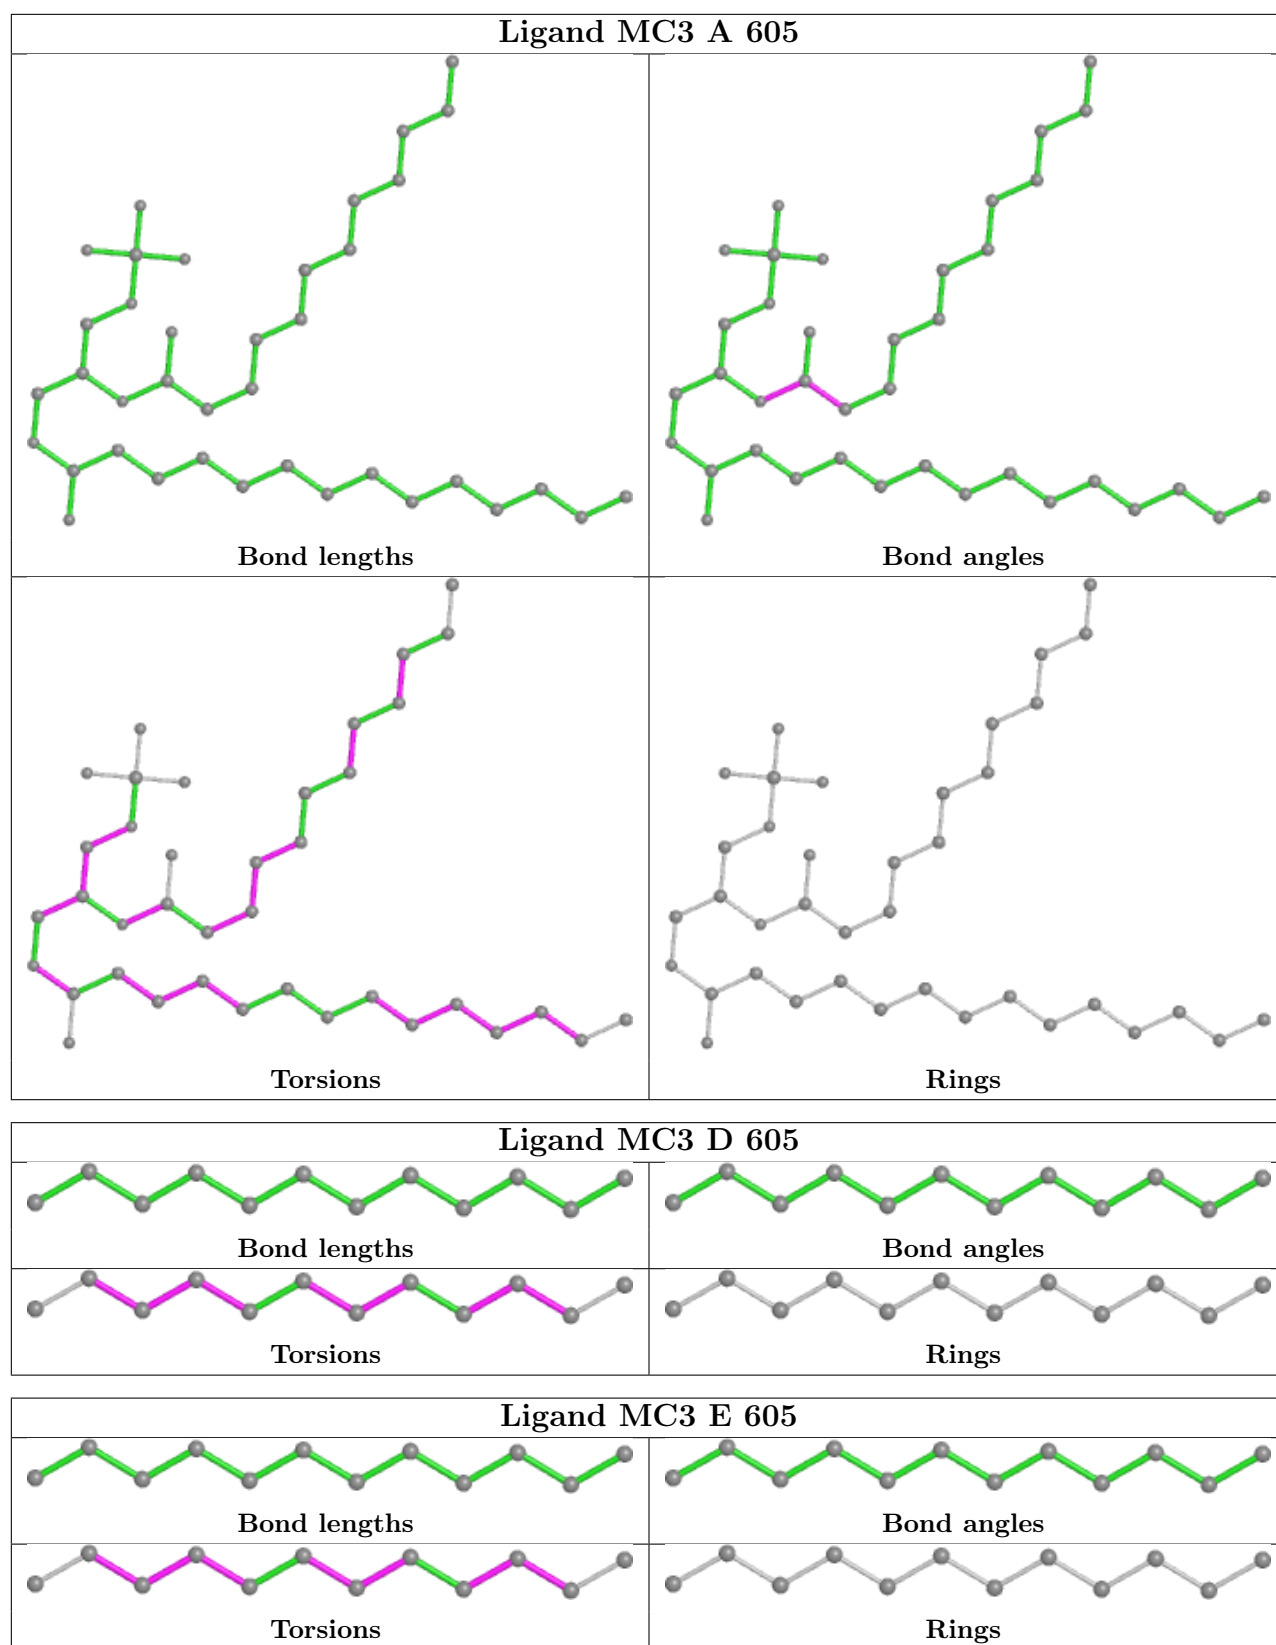 Ligand MC3 A 605
Bond lengths
Bond angles
Torsions
Rings
Ligand MC3 D 605
Bond lengths
Bond angles
Torsions
Rings
Ligand MC3 E 605
Bond lengths
Bond angles
Torsions
Rings